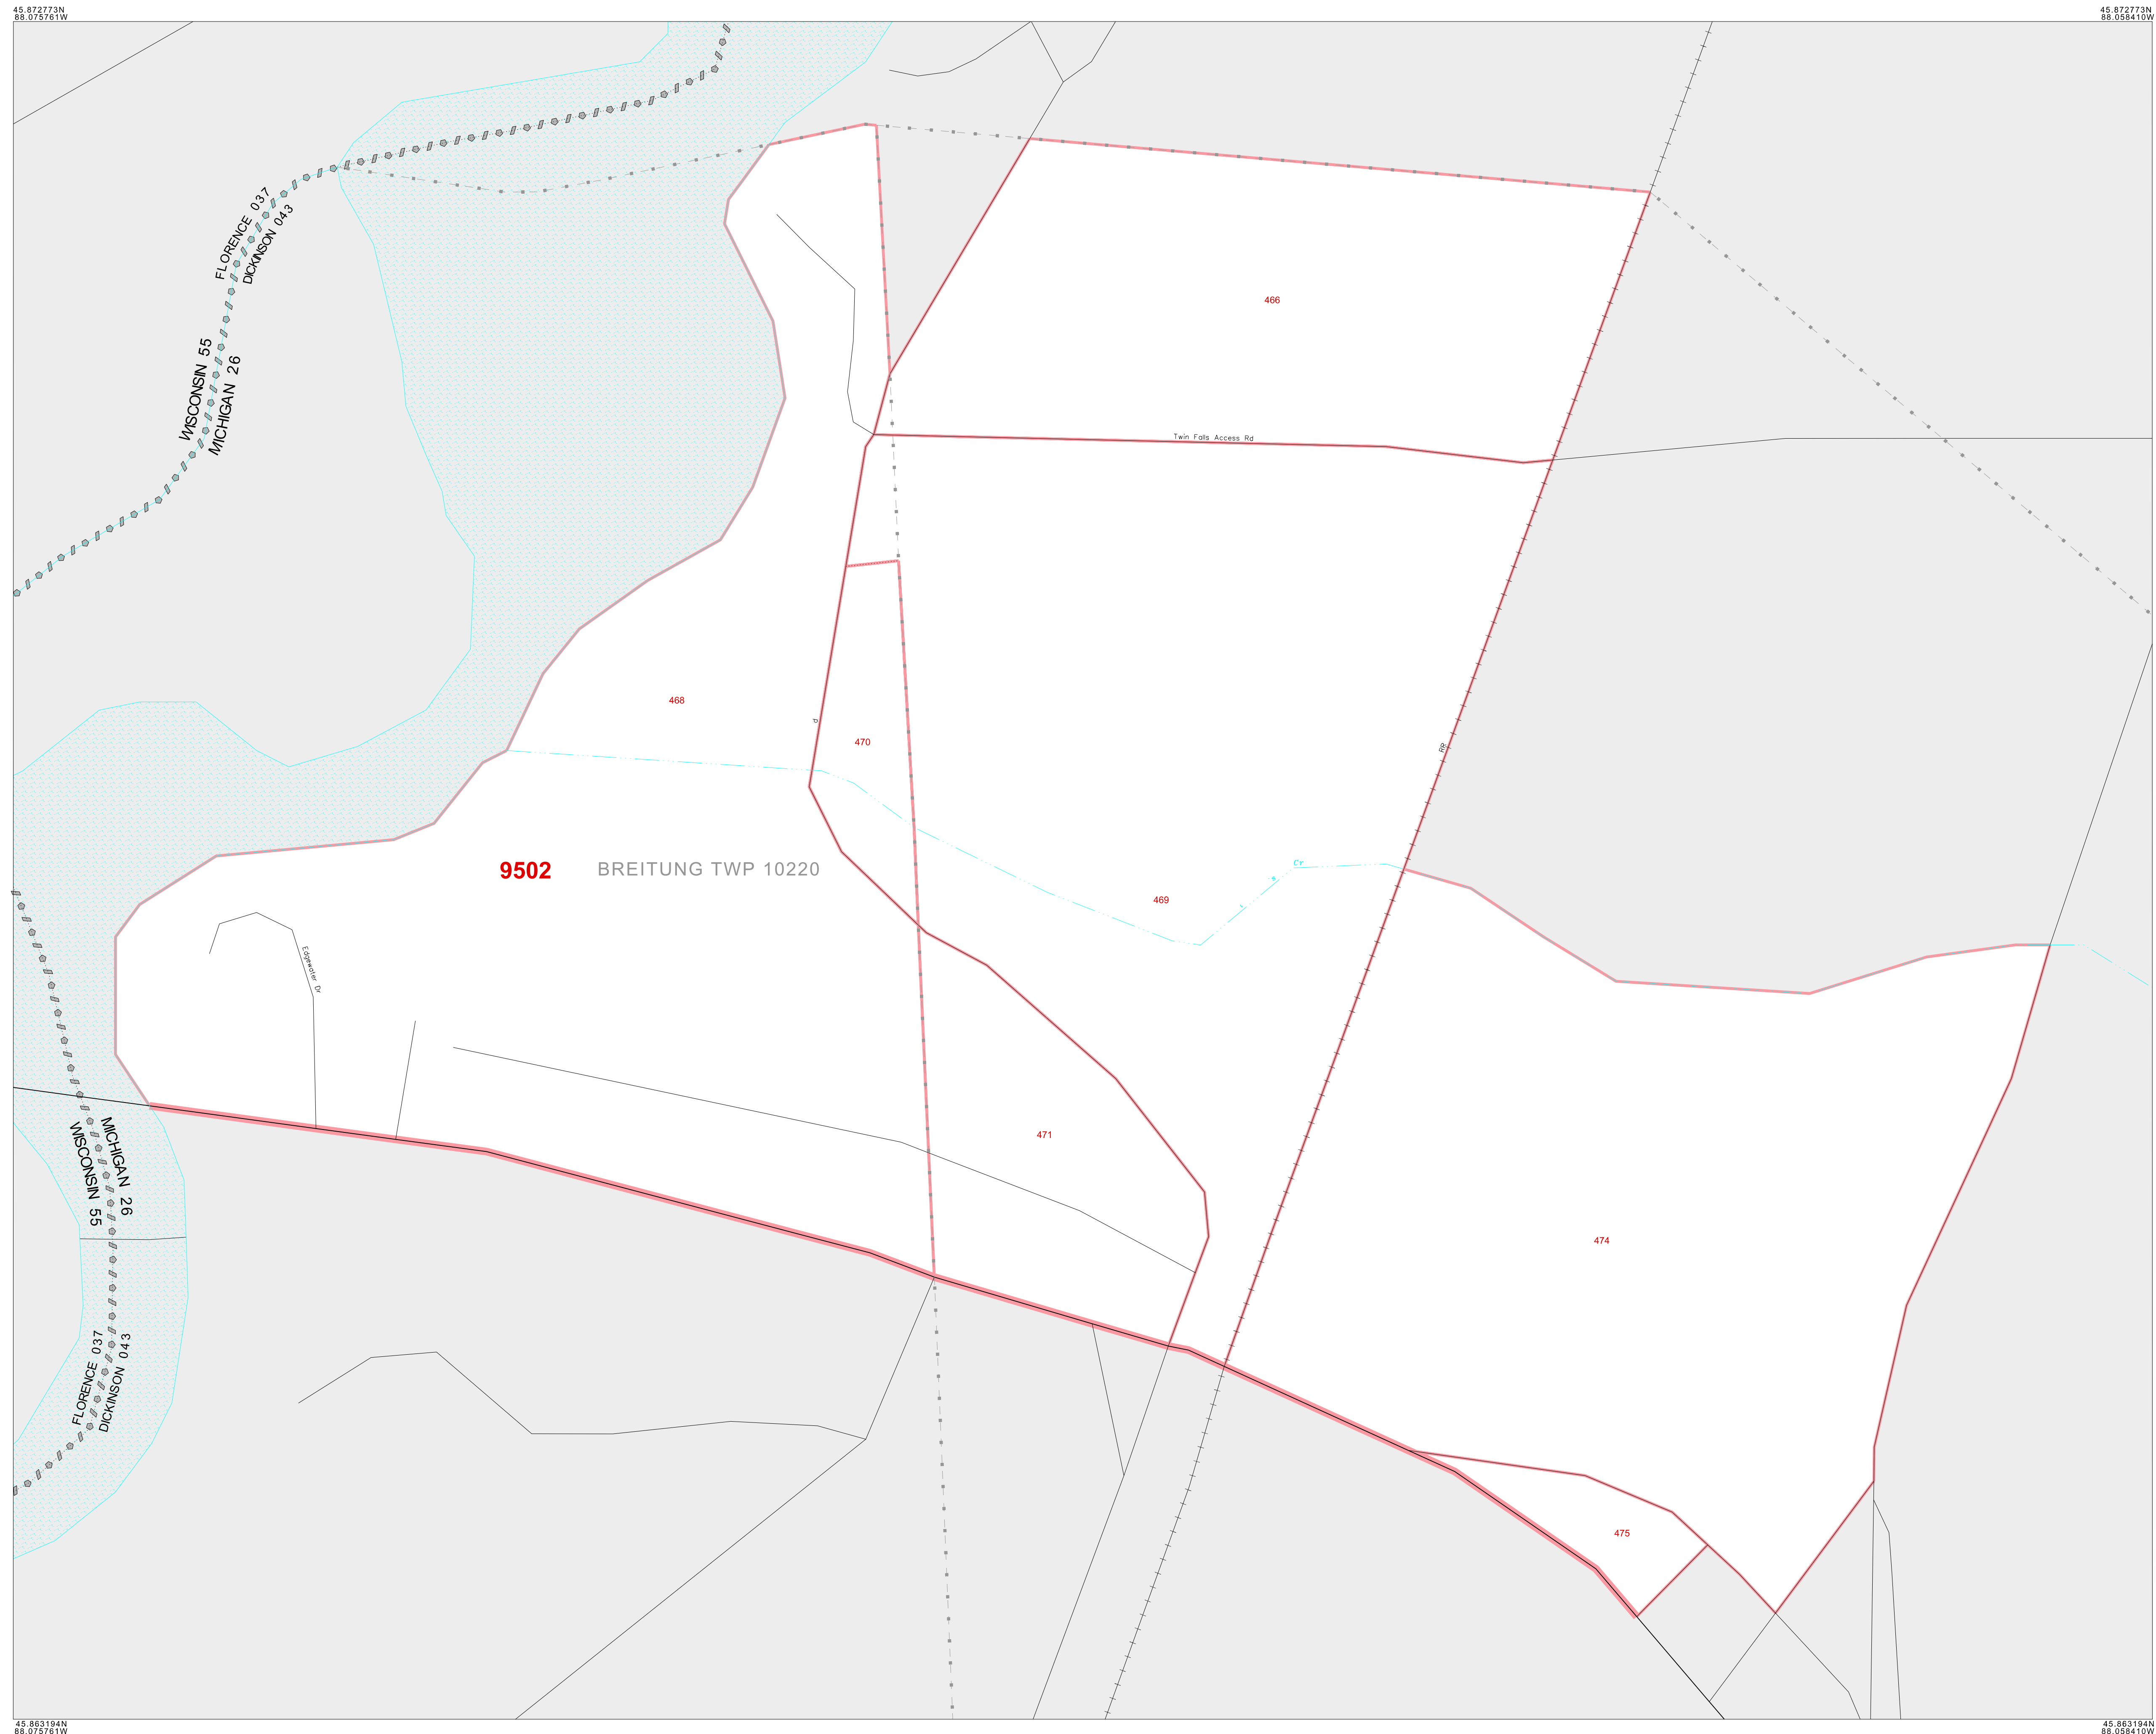 45.872773N
88.075761W
45.872773N
88.058410W
FLORENCE 037
DICKINSON 043
WISCONSIN 55
MICHIGAN 26
466
Twin Falls Access Rd
468
P
470
RR
9502
BREITUNG TWP 10220
Cr
469
Edgewater Dr
MICHIGAN 26
WISCONSIN 55
471
474
FLORENCE 037
DICKINSON 043
475
45.863194N
88.075761W
45.863194N
88.058410W